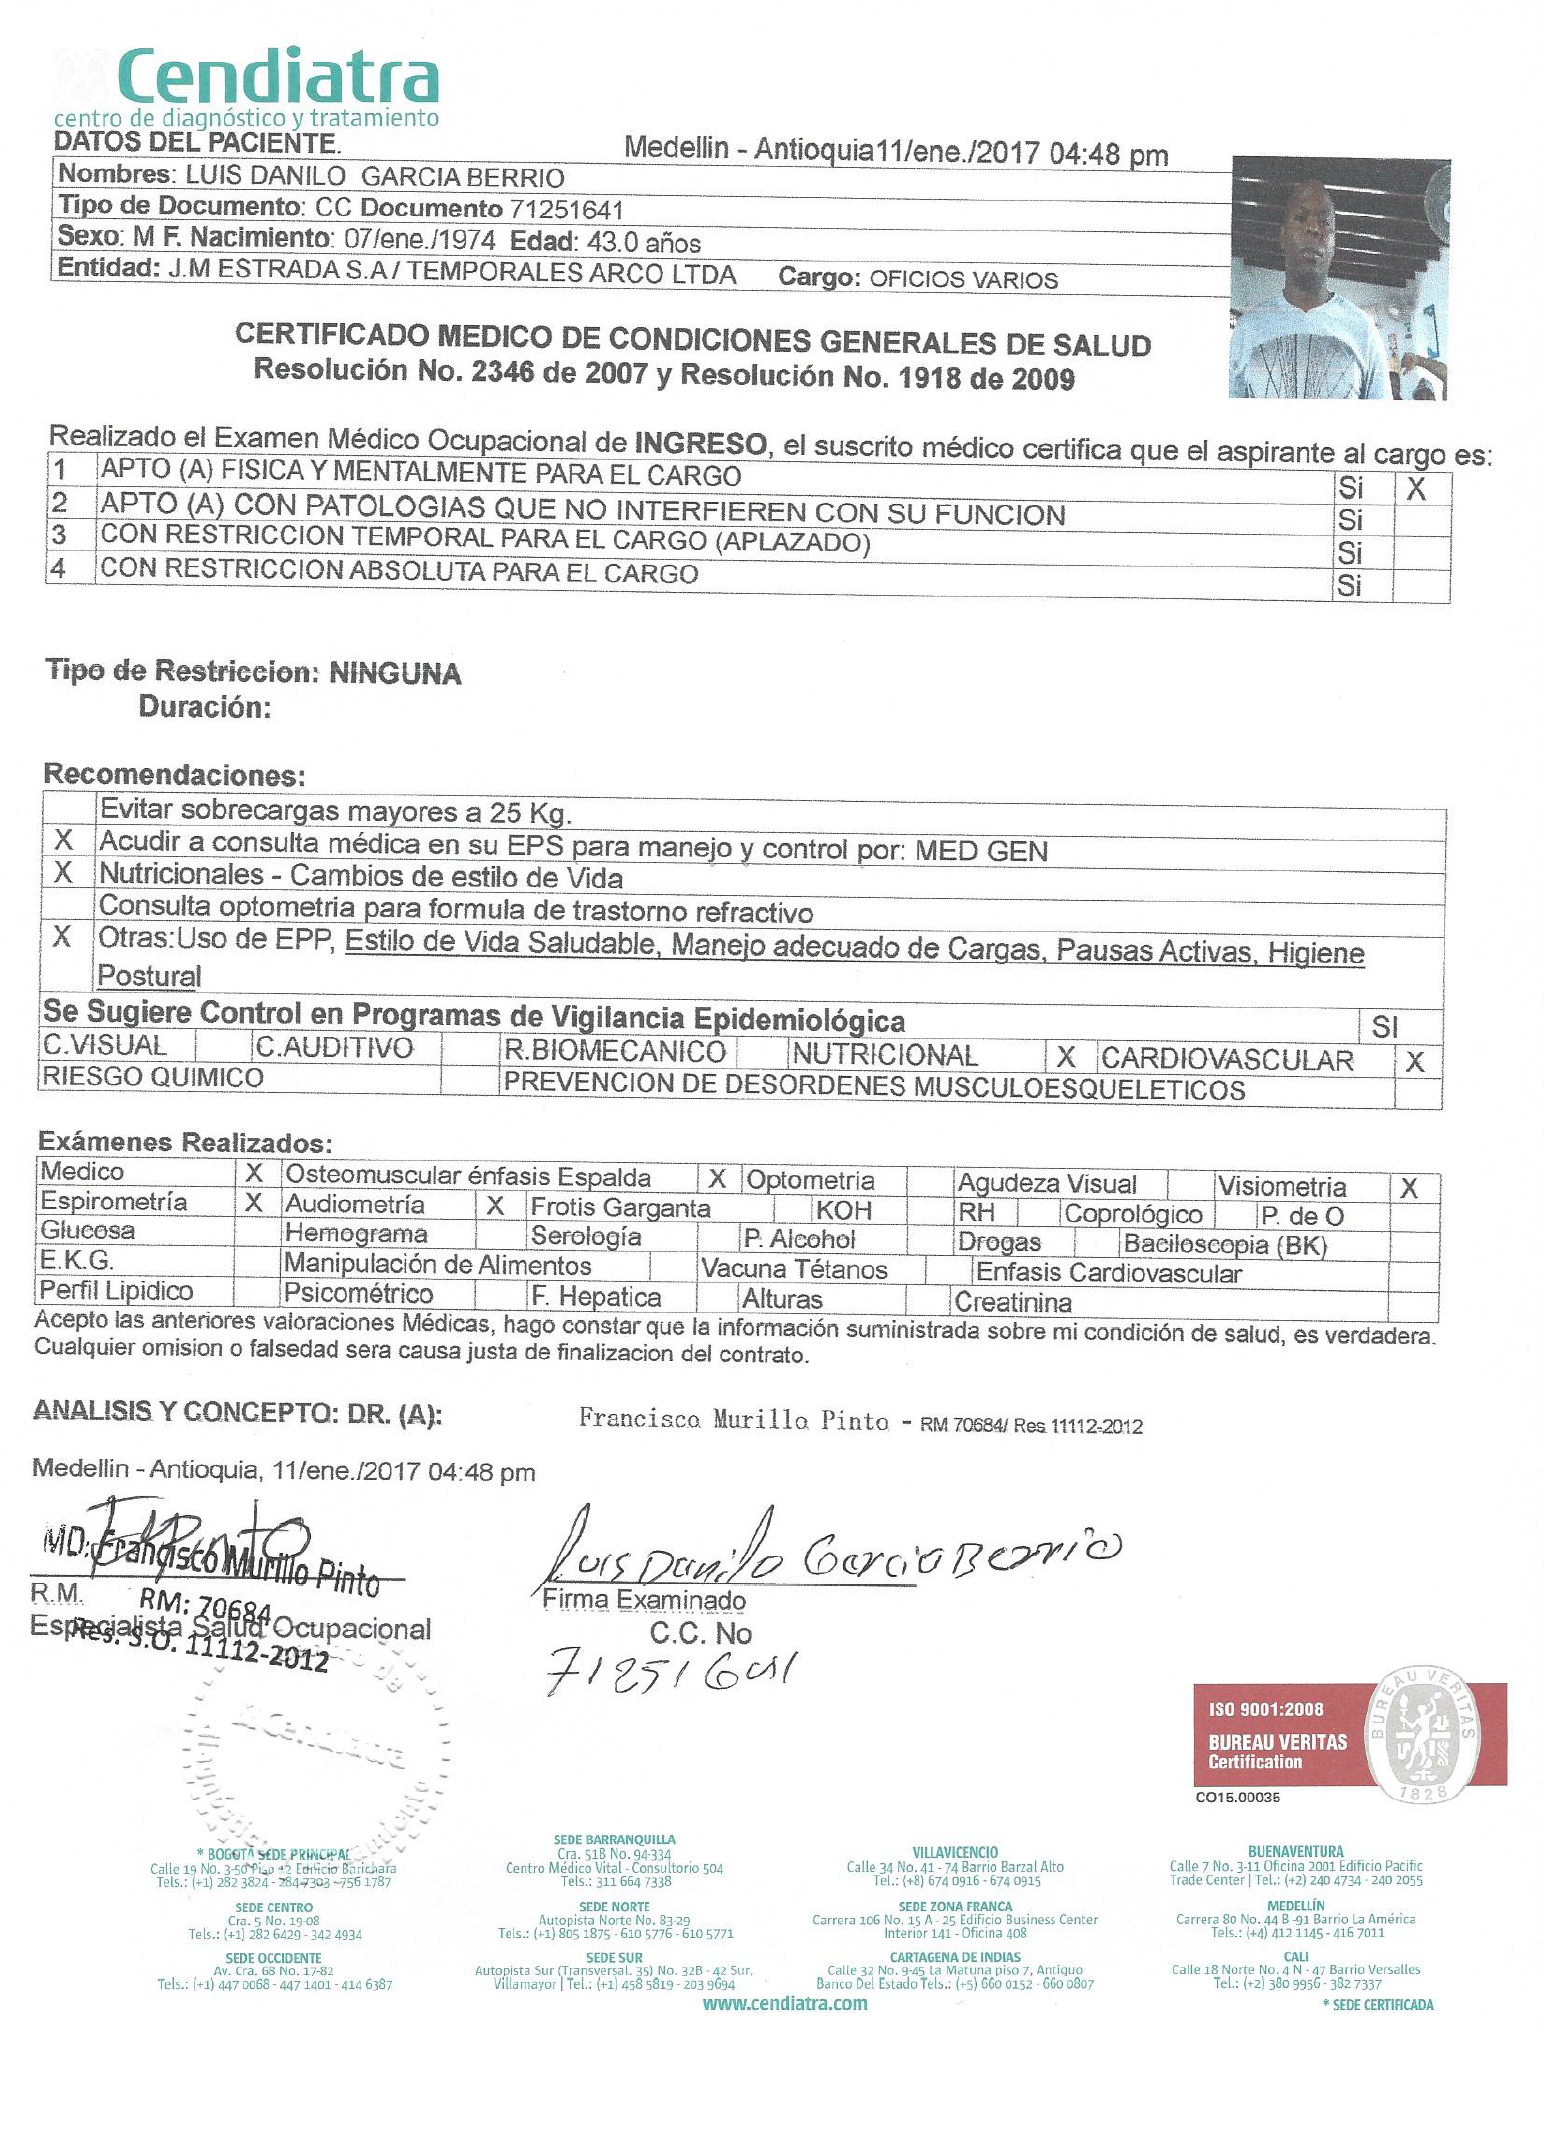 Cendiatra
centro de diagnóstico y tratamiento
DATOS DEL PACIENTE.
Medellin - Antioquia11/ene./2017 04:48 pm
Nombres: LUIS DANILO GARCIA BERRIO
Tipo de Documento: CC Documento 71251641
Sexo: M F. Nacimiento: 07/ene./1974 Edad: 43.0 años
Entidad: J.M ESTRADA S.A/ TEMPORALES ARCO LTDA Cargo: OFICIOS VARIOS
CERTIFICADO MEDICO DE CONDICIONES GENERALES DE SALUD
Resolución No. 2346 de 2007 y Resolución No. 1918 de 2009
Realizado el Examen Médico Ocupacional de INGRESO, el suscrito médico certifica que el aspirante al cargo es:
1 APTO (A) FISICA Y MENTALMENTE PARA EL CARGO Si X
2 APTO (A) CON PATOLOGIAS QUE NO INTERFIEREN CON SU FUNCION Si
3 CON RESTRICCION TEMPORAL PARA EL CARGO (APLAZADO) Si
4 CON RESTRICCION ABSOLUTA PARA EL CARGO Si
Tipo de Restriccion: NINGUNA
Duración:
Recomendaciones:
Evitar sobrecargas mayores a 25 Kg.
X Acudir a consulta médica en su EPS para manejo y control por: MED GEN
X Nutricionales - Cambios de estilo de Vida
Consulta optometria para formula de trastorno refractivo
X Otras:Uso de EPP, Estilo de Vida Saludable, Manejo adecuado de Cargas, Pausas Activas, Higiene
Postural
Se Sugiere Control en Programas de Vigilancia Epidemiológica SI
C.VISUAL C.AUDITIVO R.BIOMECANICO NUTRICIONAL X CARDIOVASCULAR X
RIESGO QUIMICO PREVENCION DE DESORDENES MUSCULOESQUELETICOS
Exámenes Realizados:
Medico X Osteomuscular énfasis Espalda X Optometria Agudeza Visual Visiometria X
Espirometría X Audiometría X Frotis Garganta KOH RH Coprológico P. de O
Glucosa Hemograma Serología P. Alcohol Drogas Baciloscopia (BK)
E.K.G. Manipulación de Alimentos Vacuna Tétanos Enfasis Cardiovascular
Perfil Lipidico Psicométrico F. Hepatica Alturas Creatinina
Acepto las anteriores valoraciones Médicas, hago constar que la información suministrada sobre mi condición de salud, es verdadera.
Cualquier omision o falsedad sera causa justa de finalizacion del contrato.
ANALISIS Y CONCEPTO: DR. (A): Francisco Murillo Pinto - RM 70684/ Res 11112-2012
Medellin - Antioquia, 11/ene./2017 04:48 pm
MD: Francisco Murillo Pinto
Luis Danilo Garcia Berrio
R.M. RM: 70684
Firma Examinado
Especialista Salud Ocupacional
Res. S.O. 11112-2012
C.C. No
71251641
Cendiatra
ISO 9001:2008
BUREAU VERITAS
Certification
BUREAU VERITAS
1828
CO15.00035
* BOGOTÁ SEDE PRINCIPAL
Calle 19 No. 3-50 Piso 2 Edificio Barichara
Tels.: (+1) 282 3824 - 284 7303 - 756 1787
SEDE CENTRO
Cra. 5 No. 19-08
Tels.: (+1) 282 6429 - 342 4934
SEDE OCCIDENTE
Av. Cra. 68 No. 17-82
Tels.: (+1) 447 0068 - 447 1401 - 414 6387
SEDE BARRANQUILLA
Cra. 51B No. 94-334
Centro Médico Vital - Consultorio 504
Tels.: 311 664 7338
SEDE NORTE
Autopista Norte No. 83-29
Tels.: (+1) 805 1875 - 610 5776 - 610 5771
SEDE SUR
Autopista Sur (Transversal. 35) No. 32B - 42 Sur,
Villamayor | Tel.: (+1) 458 5819 - 203 9694
VILLAVICENCIO
Calle 34 No. 41 - 74 Barrio Barzal Alto
Tel.: (+8) 674 0916 - 674 0915
SEDE ZONA FRANCA
Carrera 106 No. 15 A - 25 Edificio Business Center
Interior 141 - Oficina 408
CARTAGENA DE INDIAS
Calle 32 No. 9-45 La Matuna piso 7, Antiguo
Banco Del Estado Tels.: (+5) 660 0152 - 660 0807
BUENAVENTURA
Calle 7 No. 3-11 Oficina 2001 Edificio Pacific
Trade Center | Tel.: (+2) 240 4734 - 240 2055
MEDELLÍN
Carrera 80 No. 44 B -91 Barrio La América
Tels.: (+4) 412 1145 - 416 7011
CALI
Calle 18 Norte No. 4 N - 47 Barrio Versalles
Tel.: (+2) 380 9956 - 382 7337
www.cendiatra.com
* SEDE CERTIFICADA